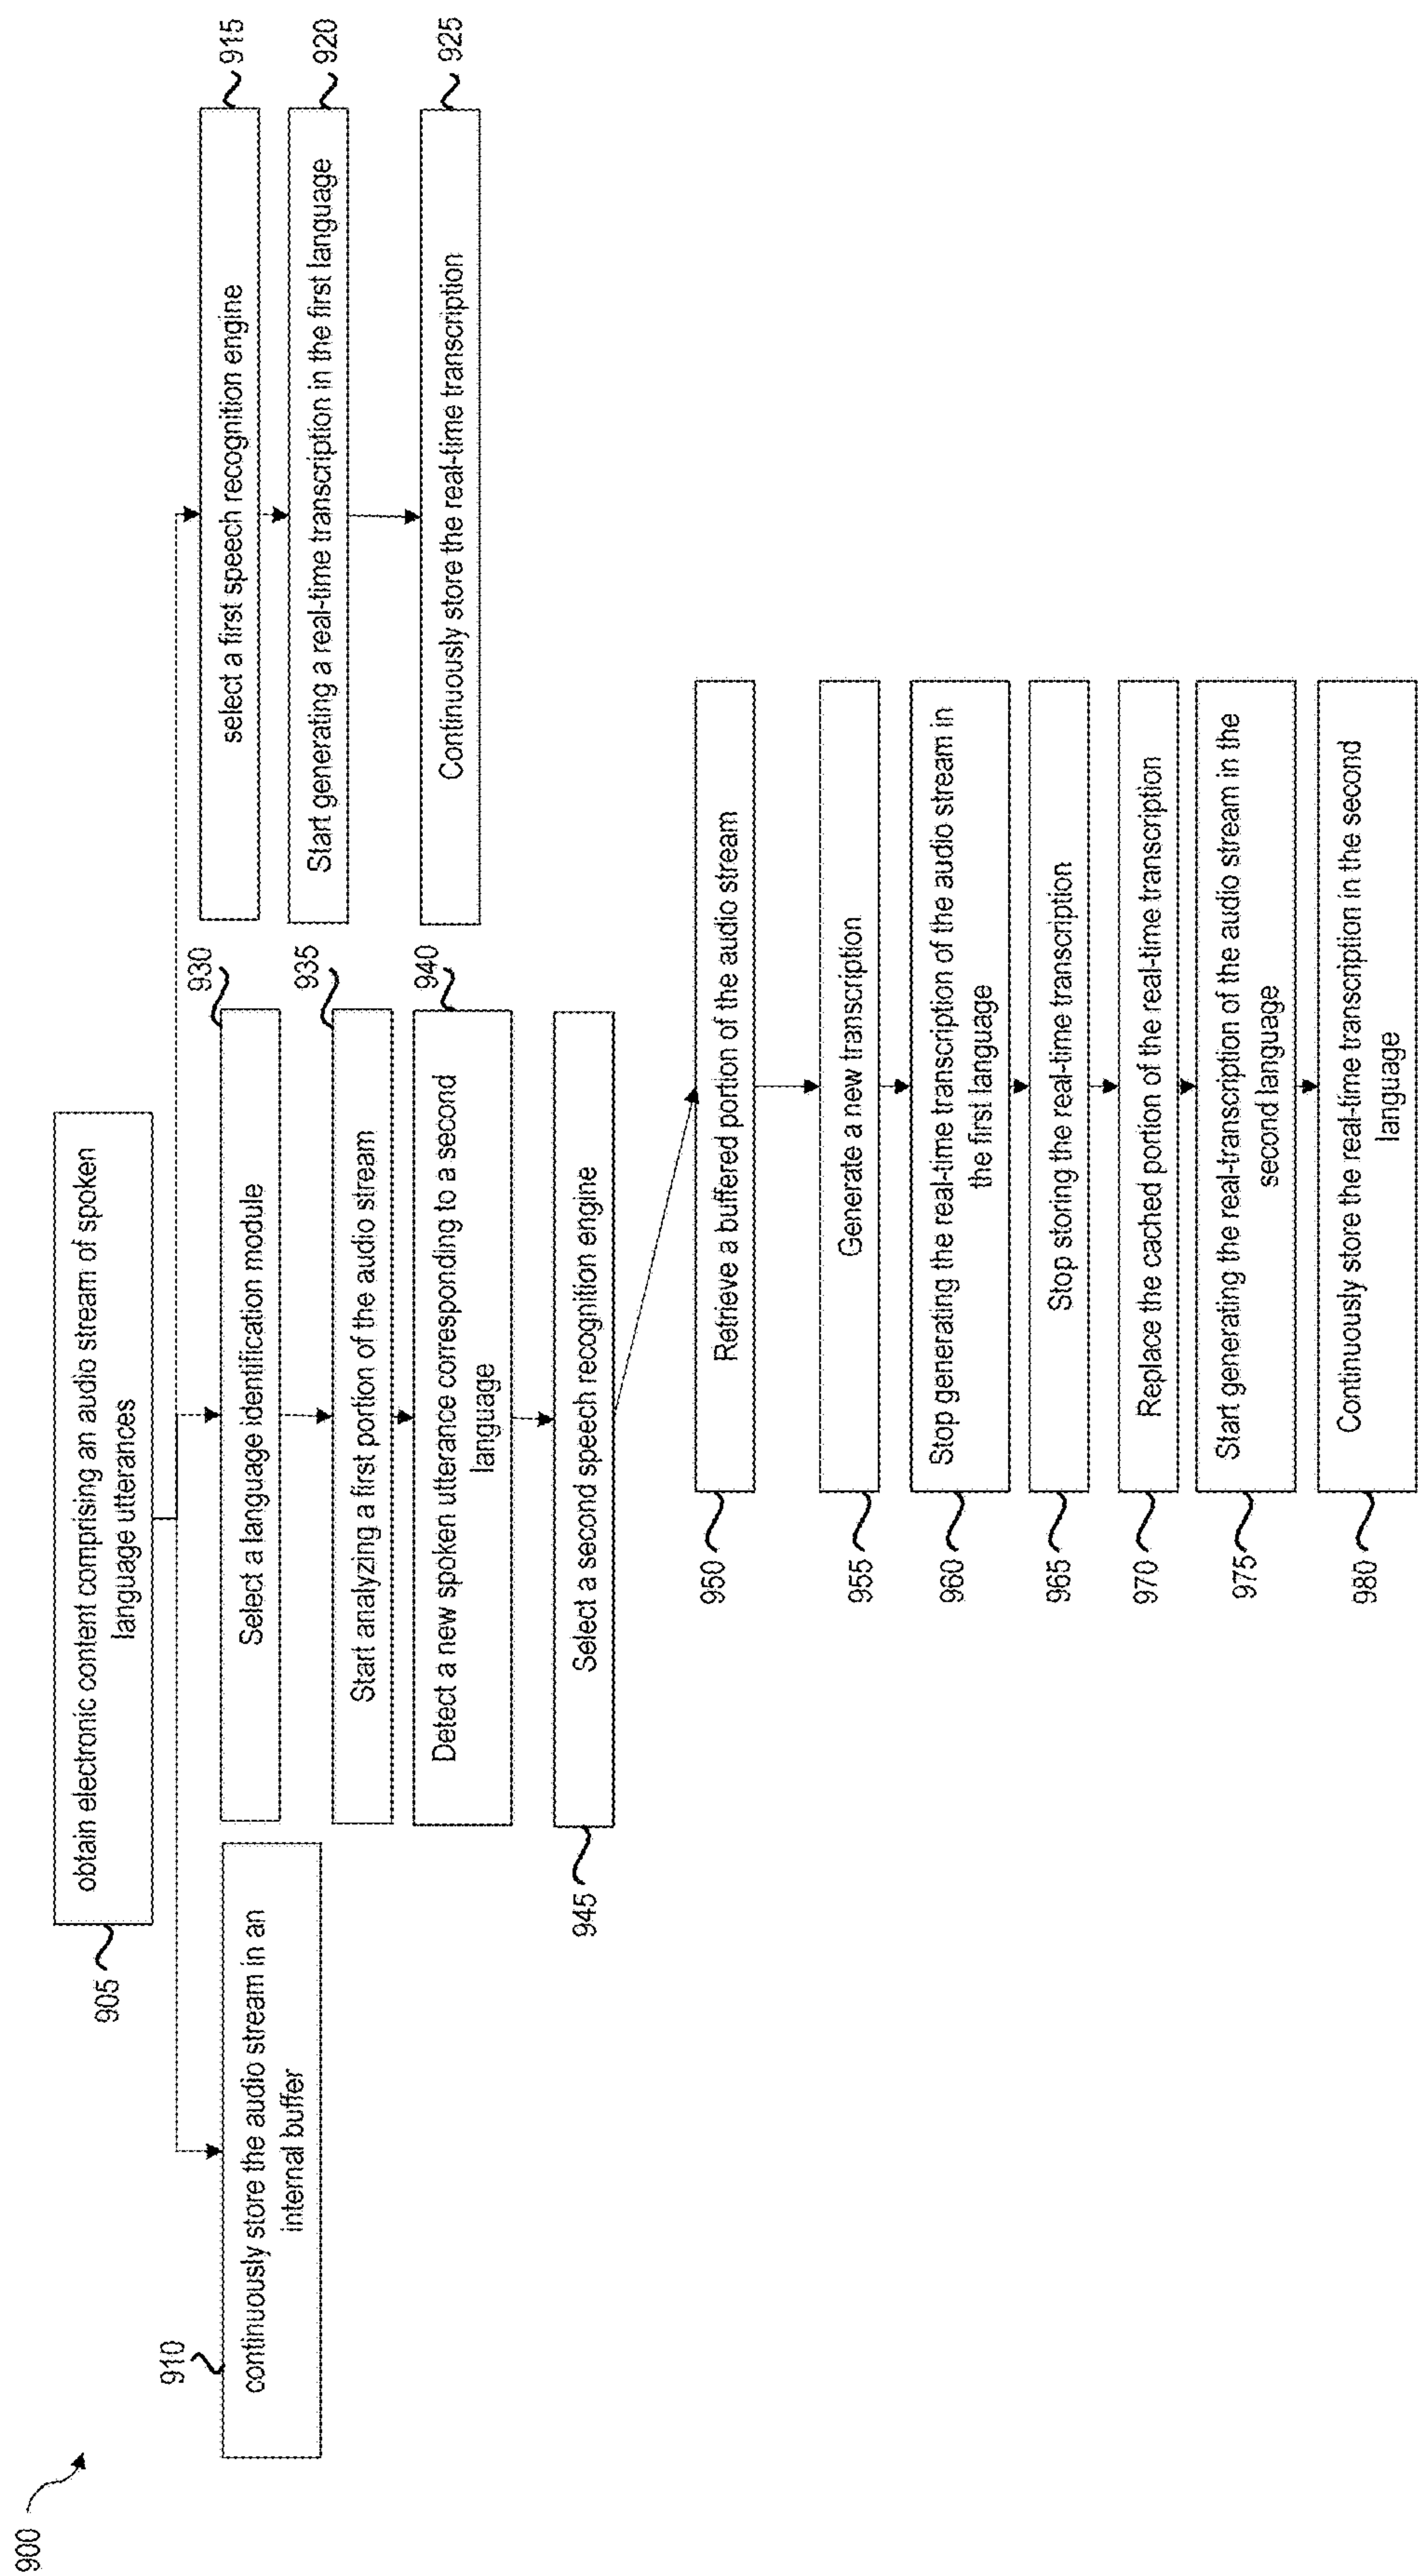 900
905
obtain electronic content comprising an audio stream of spoken
language utterances
910
continuously store the audio stream in an
internal buffer
930
Select a language identification module
935
Start analyzing a first portion of the audio stream
940
Detect a new spoken utterance corresponding to a second
language
945
Select a second speech recognition engine
915
select a first speech recognition engine
920
Start generating a real-time transcription in the first language
925
Continuously store the real-time transcription
950
Retrieve a buffered portion of the audio stream
955
Generate a new transcription
960
Stop generating the real-time transcription of the audio stream in
the first language
965
Stop storing the real-time transcription
970
Replace the cached portion of the real-time transcription
975
Start generating the real-transcription of the audio stream in the
second language
980
Continuously store the real-time transcription in the second
language